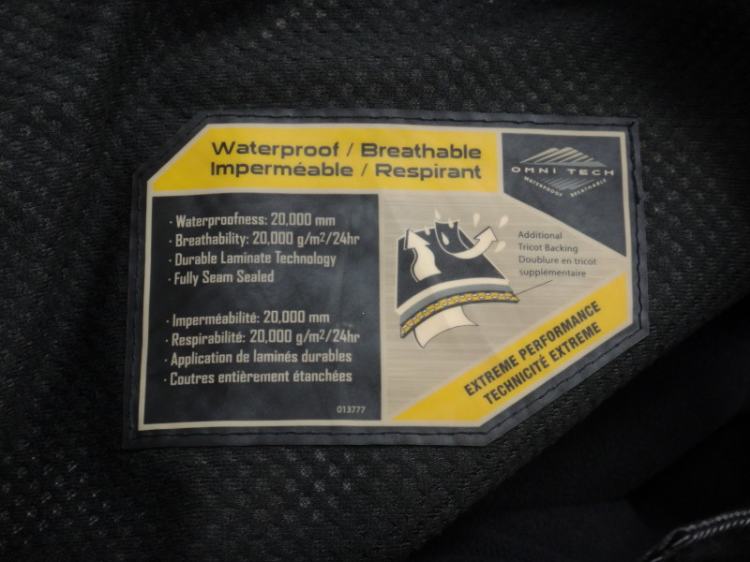 Waterproof / Breathable
Imperméable / Respirant
OMNI TECH
WATERPROOF BREATHABLE
· Waterproofness: 20,000 mm
· Breathability: 20,000 g/m²/24hr
· Durable Laminate Technology
· Fully Seam Sealed
· Imperméabilité: 20,000 mm
· Respirabilité: 20,000 g/m²/24hr
· Application de laminés durables
· Coutres entièrement étanchées
013777
Additional
Tricot Backing
Doublure en tricot
supplémentaire
EXTREME PERFORMANCE
TECHNICITÉ EXTREME